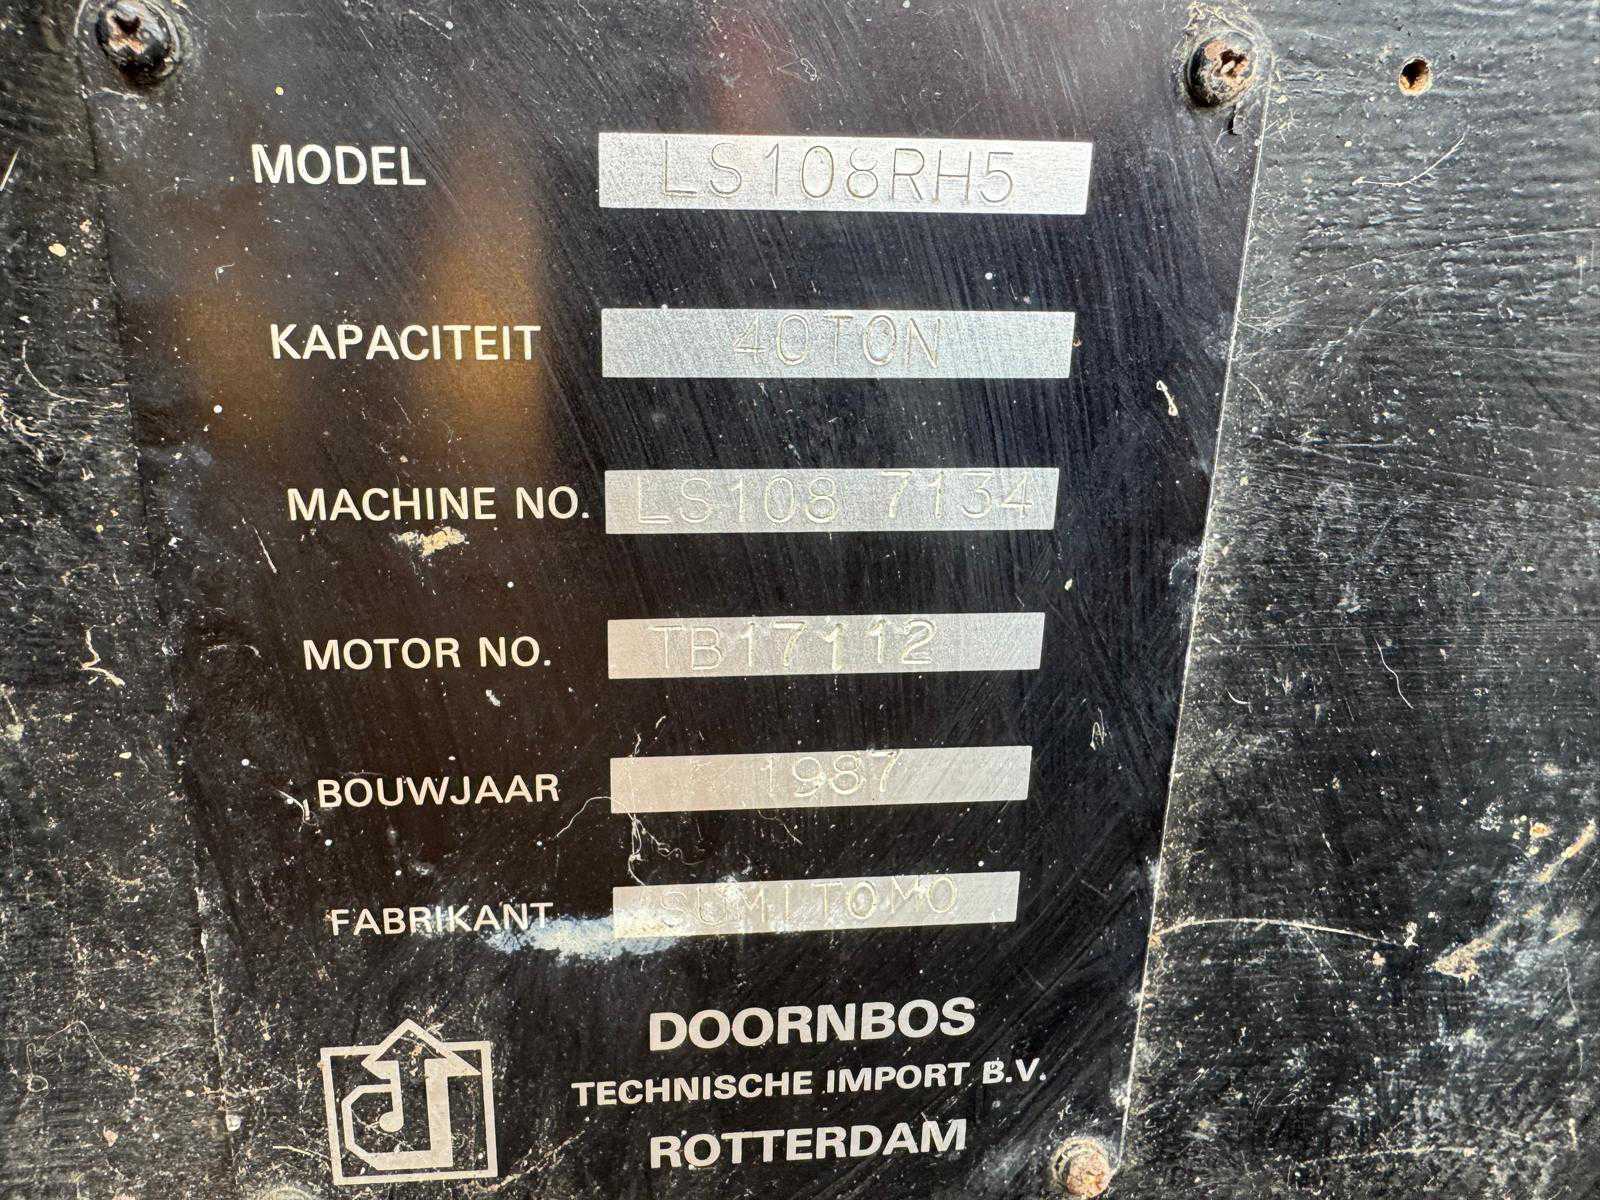 MODEL LS108RH5
KAPACITEIT 40TON
MACHINE NO. LS108 7134
MOTOR NO. TB17112
BOUWJAAR 1987
FABRIKANT SUMITOMO
DOORNBOS
TECHNISCHE IMPORT B.V.
ROTTERDAM